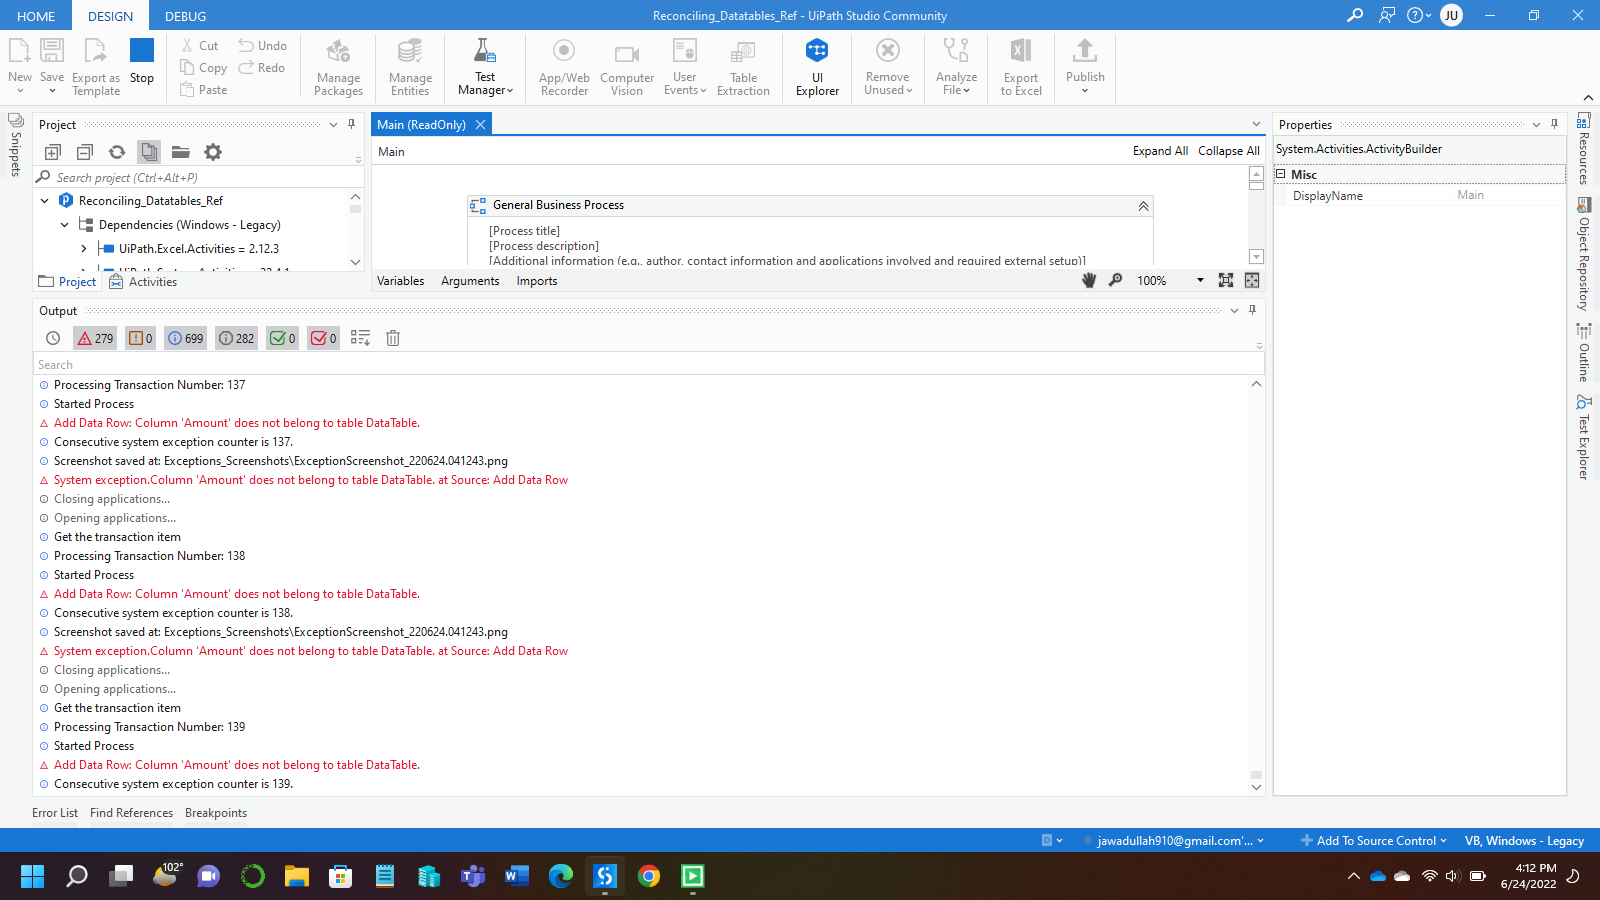 HOME DESIGN DEBUG Reconciling_Datatables_Ref - UiPath Studio Community JU
New Save Export as Template Stop Cut Copy Paste Undo Redo Manage Packages Manage Entities Test Manager App/Web Recorder Computer Vision User Events Table Extraction UI Explorer Remove Unused Analyze File Export to Excel Publish
Snippets
Project
Search project (Ctrl+Alt+P)
Reconciling_Datatables_Ref
Dependencies (Windows - Legacy)
UiPath.Excel.Activities = 2.12.3
Project Activities
Main (ReadOnly)
Main Expand All Collapse All
General Business Process
[Process title]
[Process description]
[Additional information (e.g., author, contact information and applications involved and required external setup)]
Variables Arguments Imports 100%
Properties
System.Activities.ActivityBuilder
Misc
DisplayName Main
Resources
Object Repository
Outline
Test Explorer
Output
279 0 699 282 0 0
Search
Processing Transaction Number: 137
Started Process
Add Data Row: Column 'Amount' does not belong to table DataTable.
Consecutive system exception counter is 137.
Screenshot saved at: Exceptions_Screenshots\ExceptionScreenshot_220624.041243.png
System exception.Column 'Amount' does not belong to table DataTable. at Source: Add Data Row
Closing applications...
Opening applications...
Get the transaction item
Processing Transaction Number: 138
Started Process
Add Data Row: Column 'Amount' does not belong to table DataTable.
Consecutive system exception counter is 138.
Screenshot saved at: Exceptions_Screenshots\ExceptionScreenshot_220624.041243.png
System exception.Column 'Amount' does not belong to table DataTable. at Source: Add Data Row
Closing applications...
Opening applications...
Get the transaction item
Processing Transaction Number: 139
Started Process
Add Data Row: Column 'Amount' does not belong to table DataTable.
Consecutive system exception counter is 139.
Error List Find References Breakpoints
jawadullah910@gmail.com'... Add To Source Control VB, Windows - Legacy
102° 4:12 PM
6/24/2022